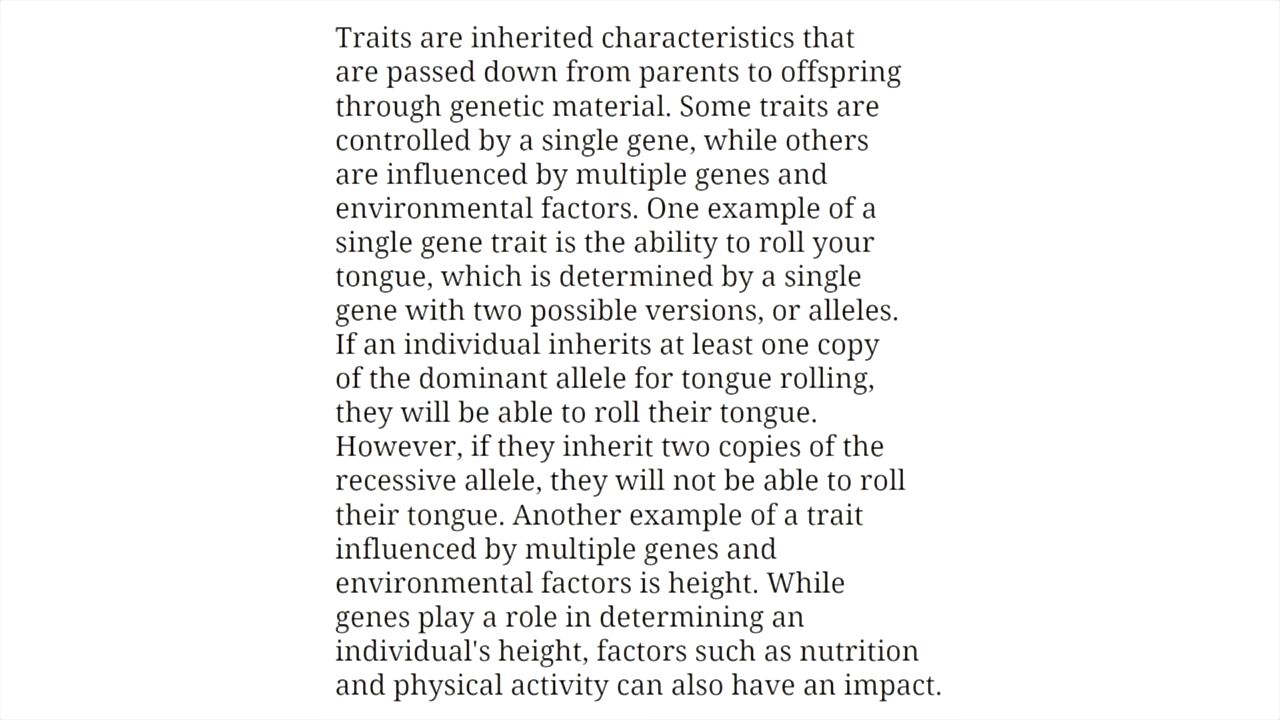 Traits are inherited characteristics that
are passed down from parents to offspring
through genetic material. Some traits are
controlled by a single gene, while others
are influenced by multiple genes and
environmental factors. One example of a
single gene trait is the ability to roll your
tongue, which is determined by a single
gene with two possible versions, or alleles.
If an individual inherits at least one copy
of the dominant allele for tongue rolling,
they will be able to roll their tongue.
However, if they inherit two copies of the
recessive allele, they will not be able to roll
their tongue. Another example of a trait
influenced by multiple genes and
environmental factors is height. While
genes play a role in determining an
individual's height, factors such as nutrition
and physical activity can also have an impact.